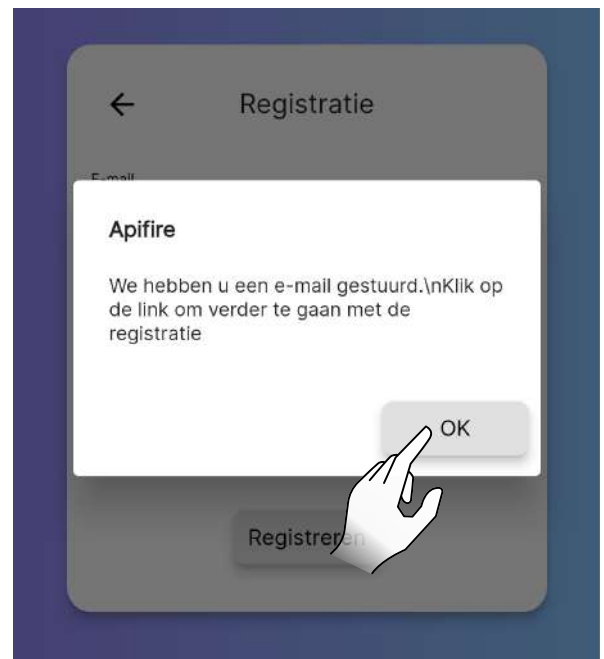 Registratie
E-mail
Apifire
We hebben u een e-mail gestuurd.\nKlik op
de link om verder te gaan met de
registratie
OK
Registreren